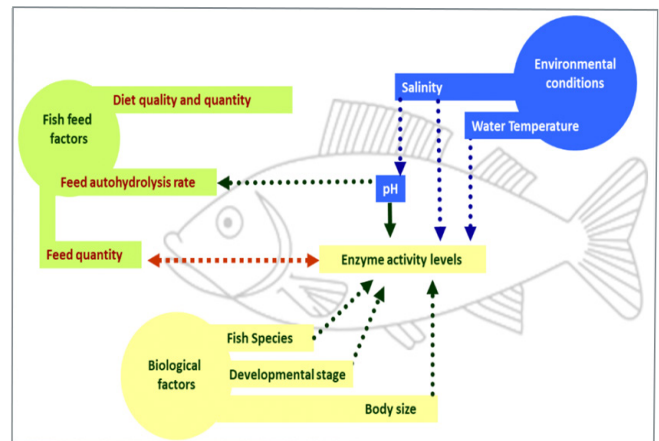 Environmental
conditions
Salinity
Water Temperature
Diet quality and quantity
Fish feed
factors
Feed autohydrolysis rate
pH
Feed quantity
Enzyme activity levels
Fish Species
Biological
factors
Developmental stage
Body size